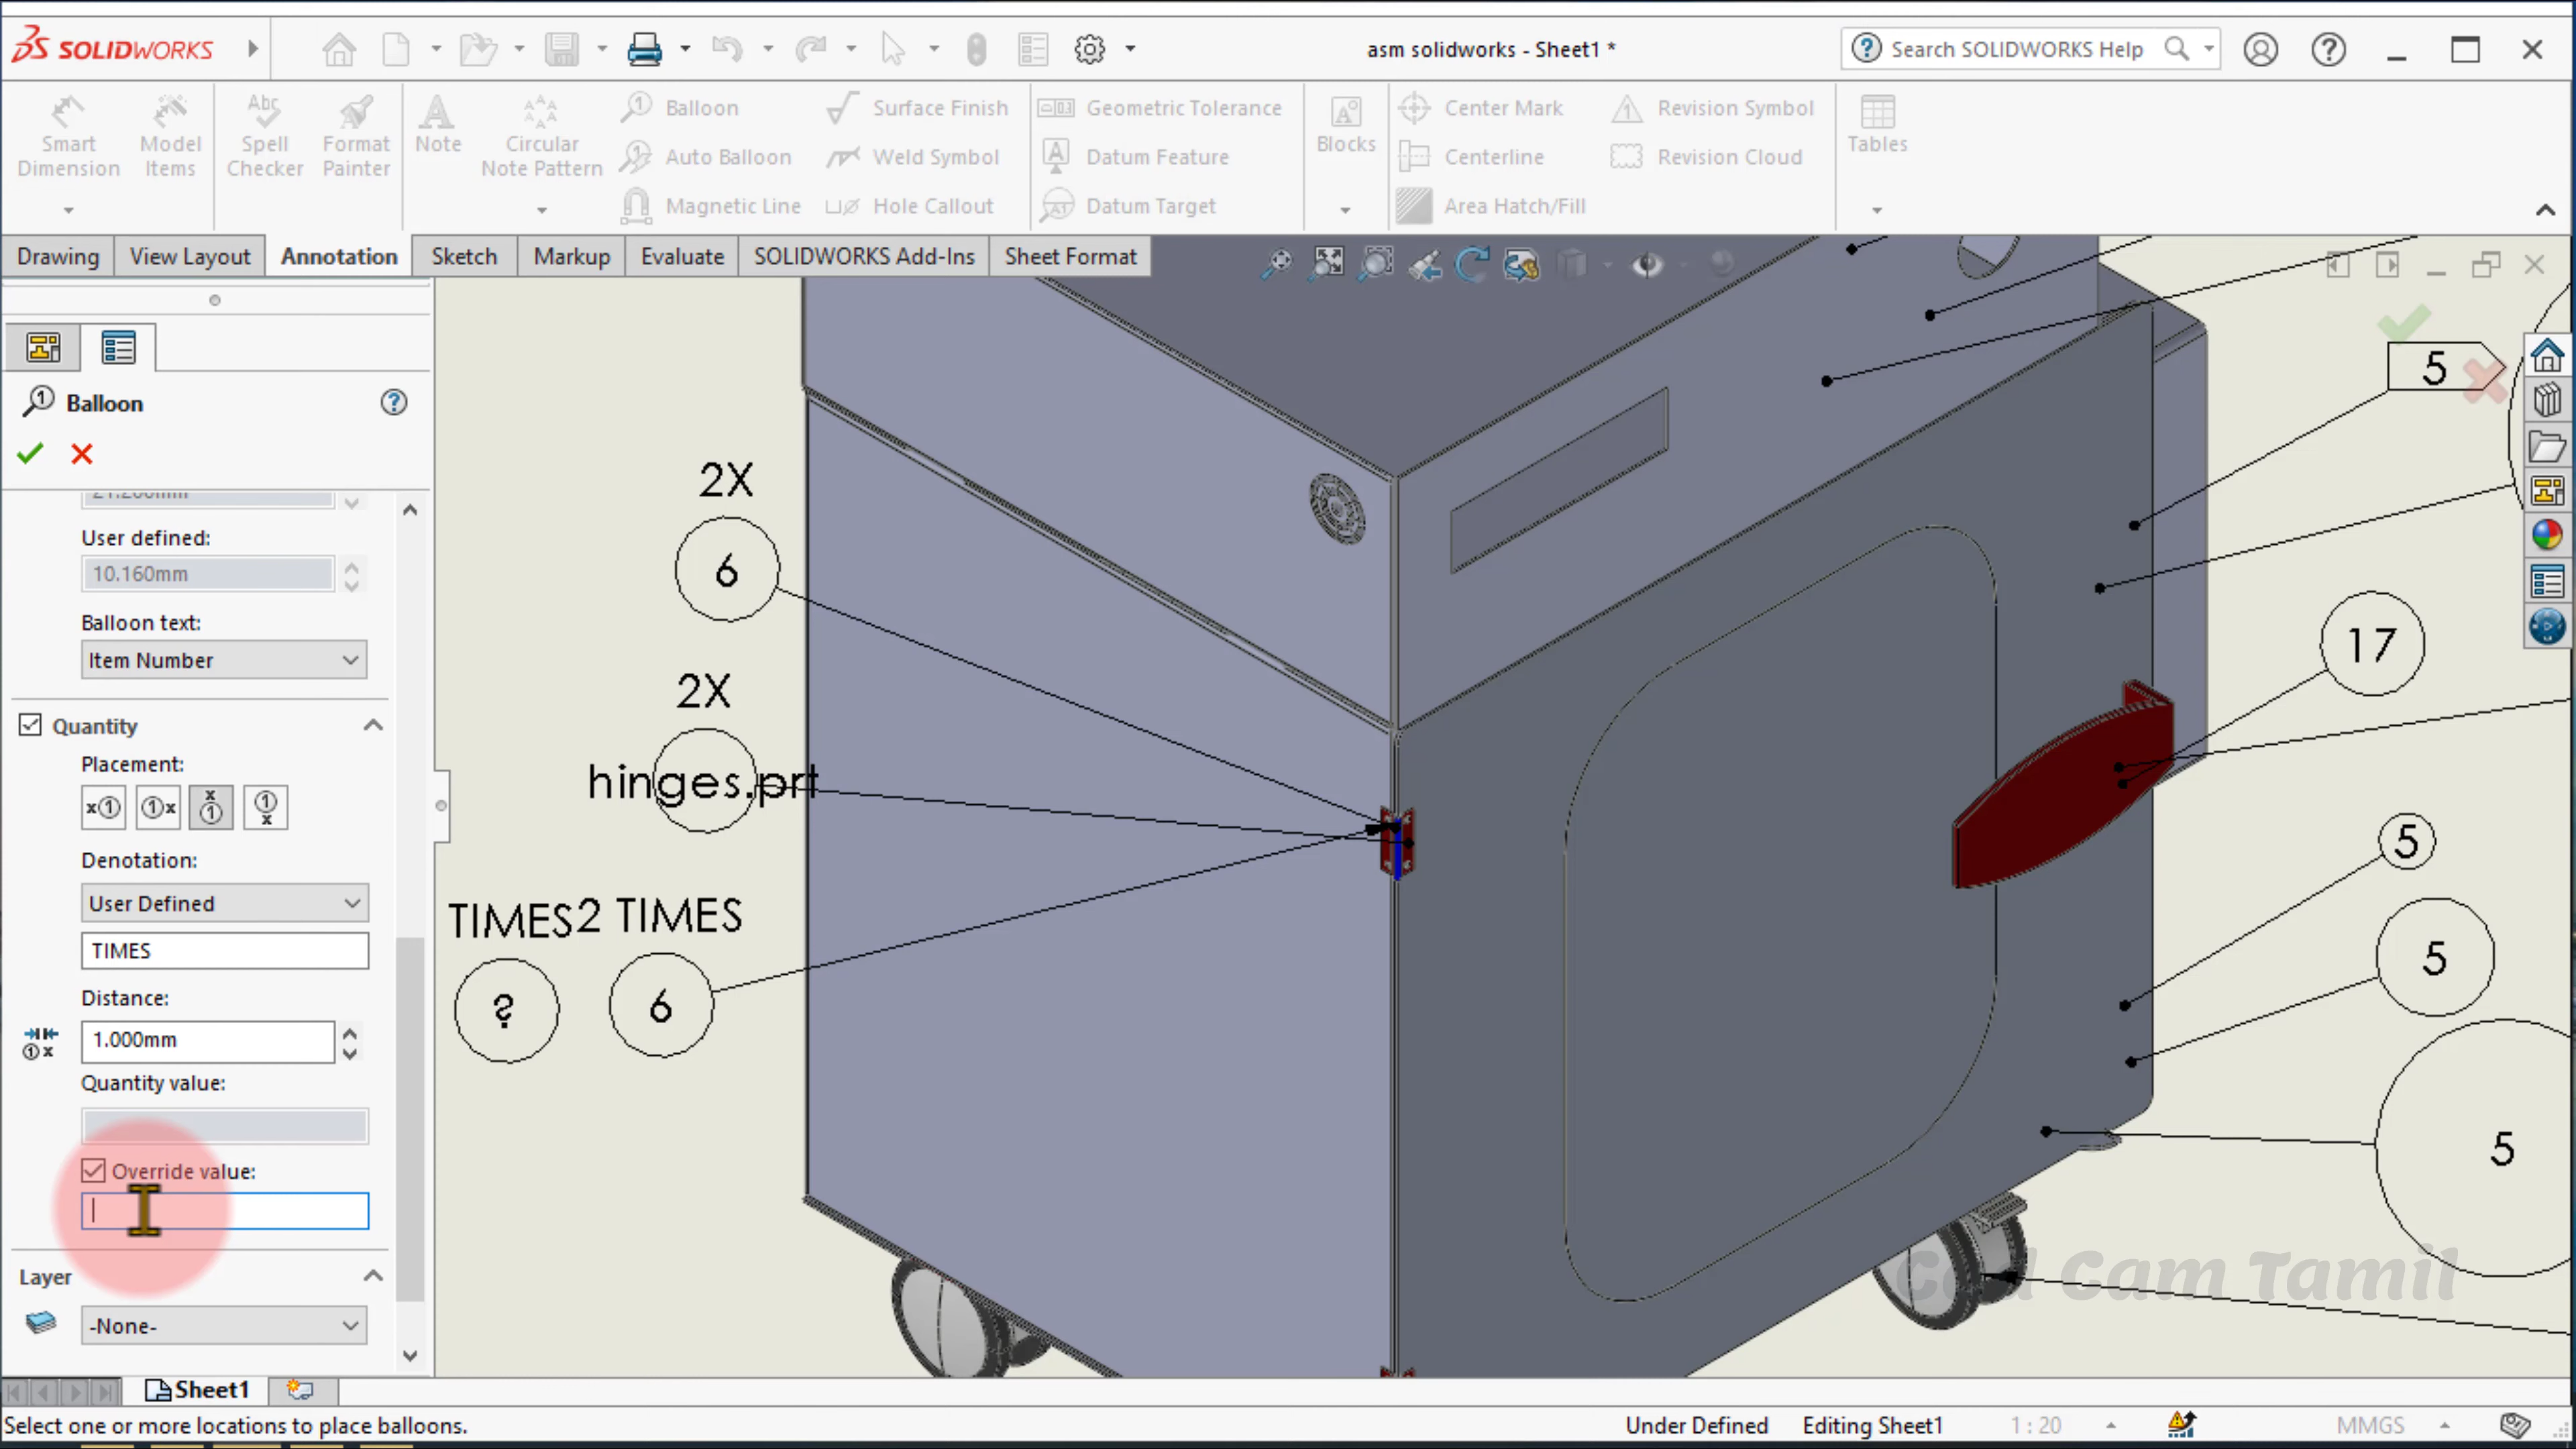 SOLIDWORKS
asm solidworks - Sheet1 *
Search SOLIDWORKS Help
Smart Dimension
Model Items
Spell Checker
Format Painter
Note
Circular Note Pattern
Balloon
Auto Balloon
Magnetic Line
Surface Finish
Weld Symbol
Hole Callout
Geometric Tolerance
Datum Feature
Datum Target
Blocks
Center Mark
Centerline
Area Hatch/Fill
Revision Symbol
Revision Cloud
Tables
Drawing
View Layout
Annotation
Sketch
Markup
Evaluate
SOLIDWORKS Add-Ins
Sheet Format
Balloon
User defined:
10.160mm
Balloon text:
Item Number
Quantity
Placement:
Denotation:
User Defined
TIMES
Distance:
1.000mm
Quantity value:
Override value:
Layer
-None-
2X
6
2X
hinges.prt
TIMES
2 TIMES
?
6
5
17
5
5
5
Cad Cam Tamil
Sheet1
Select one or more locations to place balloons.
Under Defined
Editing Sheet1
1 : 20
MMGS